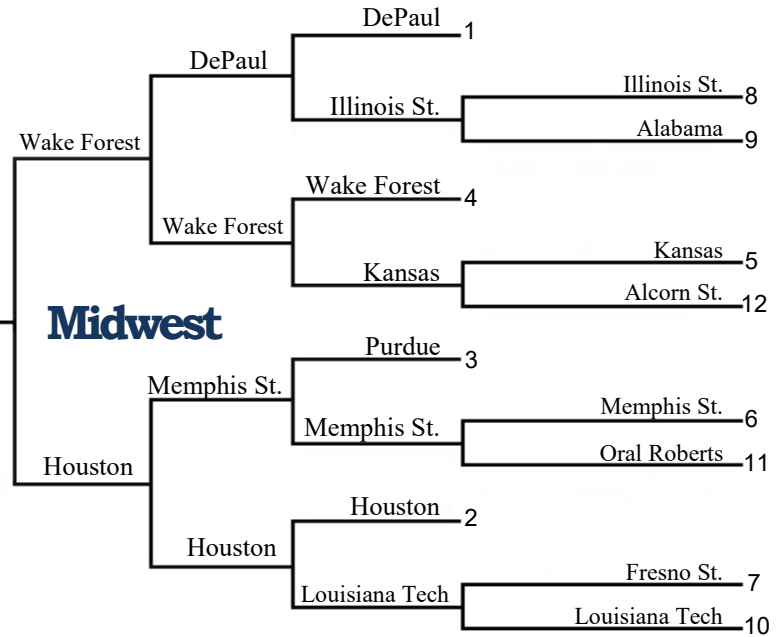 DePaul 1
DePaul
Illinois St. 8
Illinois St.
Alabama 9
Wake Forest
Wake Forest 4
Wake Forest
Kansas 5
Kansas
Alcorn St. 12
Midwest
Purdue 3
Memphis St.
Memphis St. 6
Memphis St.
Oral Roberts 11
Houston
Houston 2
Houston
Fresno St. 7
Louisiana Tech
Louisiana Tech 10